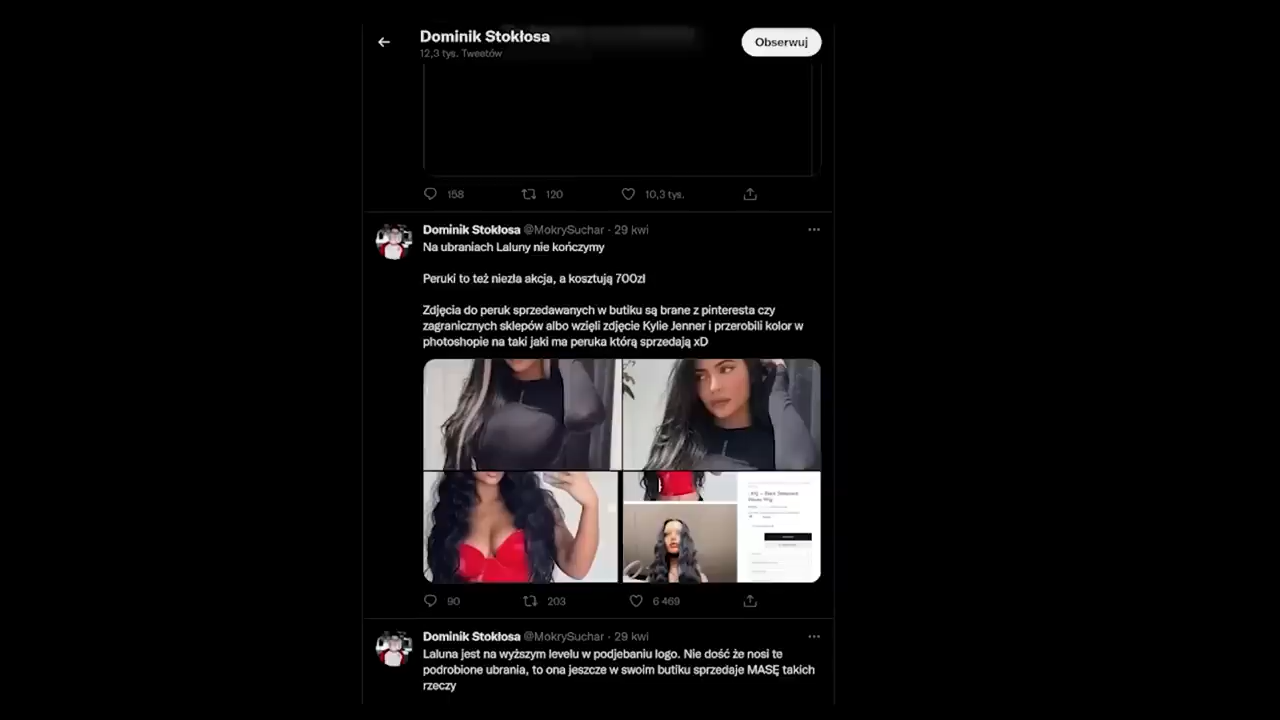 Dominik Stokłosa
12,3 tys. Tweetów
Obserwuj
158
120
10,3 tys.
Dominik Stokłosa @MokrySuchar · 29 kwi
Na ubraniach Laluny nie kończymy
Peruki to też niezła akcja, a kosztują 700zł
Zdjęcia do peruk sprzedawanych w butiku są brane z pinteresta czy
zagranicznych sklepów albo wzięli zdjęcie Kylie Jenner i przerobili kolor w
photoshopie na taki jaki ma peruka którą sprzedają xD
90
203
6 469
Dominik Stokłosa @MokrySuchar · 29 kwi
Laluna jest na wyższym levelu w podjebaniu logo. Nie dość że nosi te
podrobione ubrania, to ona jeszcze w swoim butiku sprzedaje MASĘ takich
rzeczy